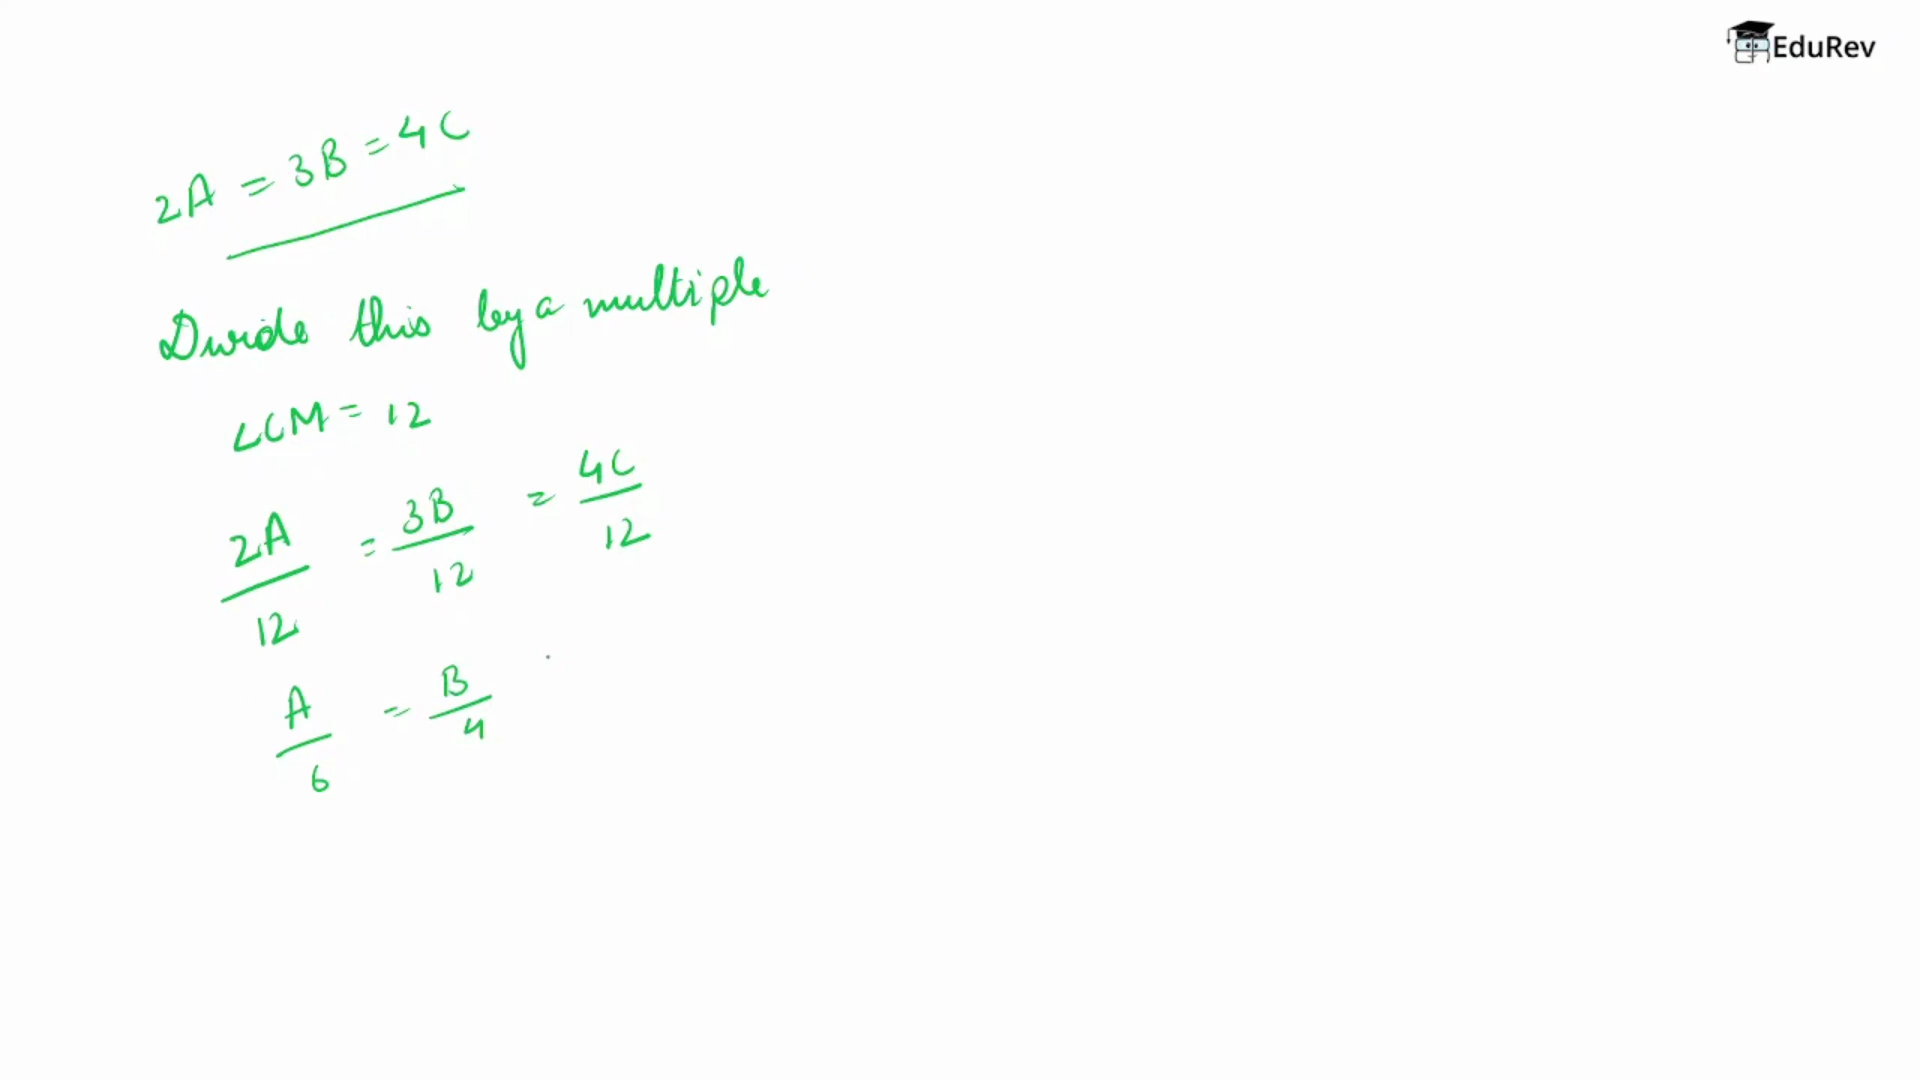 EduRev
2A = 3B = 4C
Divide this by a multiple
LCM = 12
2A/12 = 3B/12 = 4C/12
A/6 = B/4